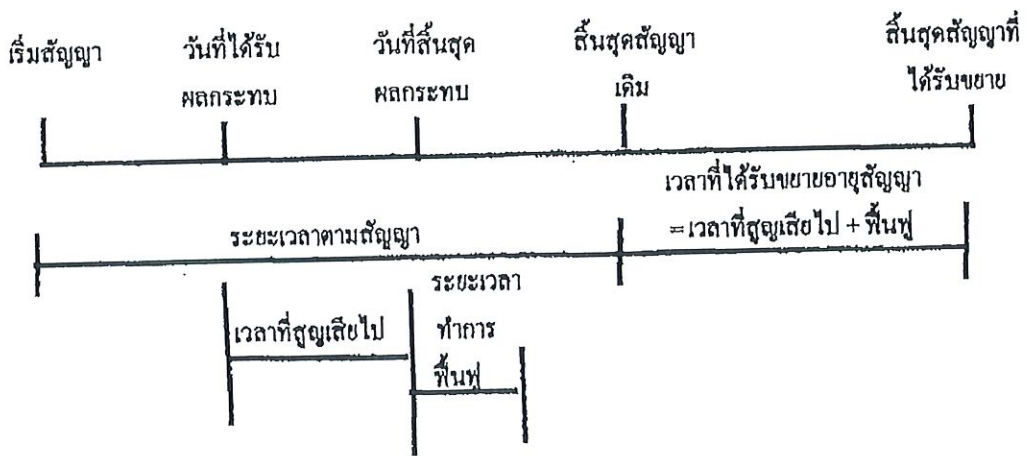 เริ่มสัญญา
วันที่ได้รับ
ผลกระทบ
วันที่สิ้นสุด
ผลกระทบ
สิ้นสุดสัญญา
เดิม
สิ้นสุดสัญญาที่
ได้รับขยาย
เวลาที่ได้รับขยายอายุสัญญา
=เวลาที่สูญเสียไป + ฟื้นฟู
ระยะเวลาตามสัญญา
เวลาที่สูญเสียไป
ระยะเวลา
ทำการ
ฟื้นฟู